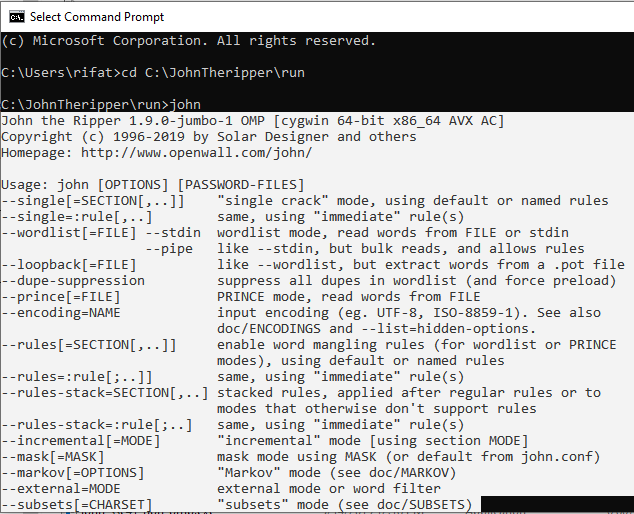 Select Command Prompt
(c) Microsoft Corporation. All rights reserved.
C:\Users\rifat>cd C:\JohnTheripper\run
C:\JohnTheripper\run>john
John the Ripper 1.9.0-jumbo-1 OMP [cygwin 64-bit x86_64 AVX AC]
Copyright (c) 1996-2019 by Solar Designer and others
Homepage: http://www.openwall.com/john/
Usage: john [OPTIONS] [PASSWORD-FILES]
--single[=SECTION[,..]]    "single crack" mode, using default or named rules
--single=:rule[,..]        same, using "immediate" rule(s)
--wordlist[=FILE] --stdin  wordlist mode, read words from FILE or stdin
                  --pipe   like --stdin, but bulk reads, and allows rules
--loopback[=FILE]          like --wordlist, but extract words from a .pot file
--dupe-suppression         suppress all dupes in wordlist (and force preload)
--prince[=FILE]            PRINCE mode, read words from FILE
--encoding=NAME            input encoding (eg. UTF-8, ISO-8859-1). See also
                           doc/ENCODINGS and --list=hidden-options.
--rules[=SECTION[,..]]     enable word mangling rules (for wordlist or PRINCE
                           modes), using default or named rules
--rules=:rule[;..]]        same, using "immediate" rule(s)
--rules-stack=SECTION[,..] stacked rules, applied after regular rules or to
                           modes that otherwise don't support rules
--rules-stack=:rule[;..]   same, using "immediate" rule(s)
--incremental[=MODE]       "incremental" mode [using section MODE]
--mask[=MASK]              mask mode using MASK (or default from john.conf)
--markov[=OPTIONS]         "Markov" mode (see doc/MARKOV)
--external=MODE            external mode or word filter
--subsets[=CHARSET]        "subsets" mode (see doc/SUBSETS)